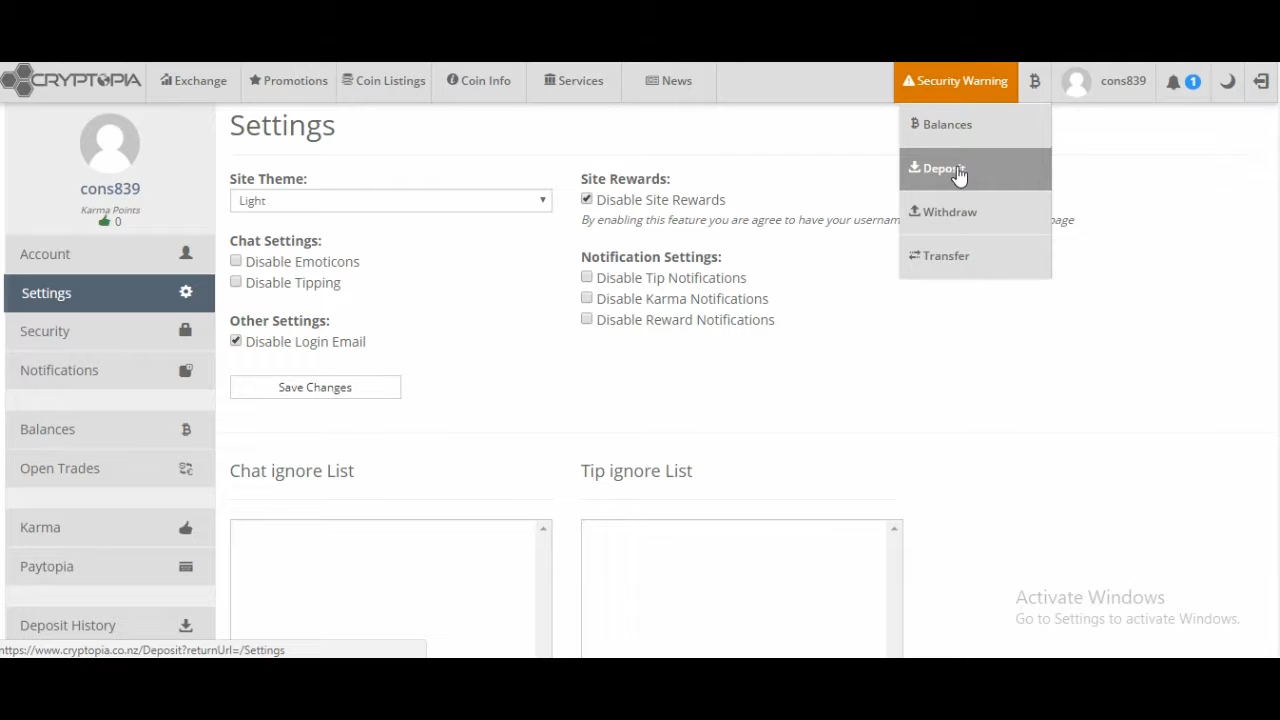 CRYPTOPIA Exchange Promotions Coin Listings Coin Info Services News Security Warning cons839 1
Balances
Deposit
Withdraw
Transfer
cons839
Karma Points
0
Account
Settings
Security
Notifications
Balances
Open Trades
Karma
Paytopia
Deposit History
Settings
Site Theme:
Light
Chat Settings:
Disable Emoticons
Disable Tipping
Other Settings:
Disable Login Email
Save Changes
Site Rewards:
Disable Site Rewards
By enabling this feature you are agree to have your usernam page
Notification Settings:
Disable Tip Notifications
Disable Karma Notifications
Disable Reward Notifications
Chat ignore List
Tip ignore List
Activate Windows
Go to Settings to activate Windows.
https://www.cryptopia.co.nz/Deposit?returnUrl=/Settings